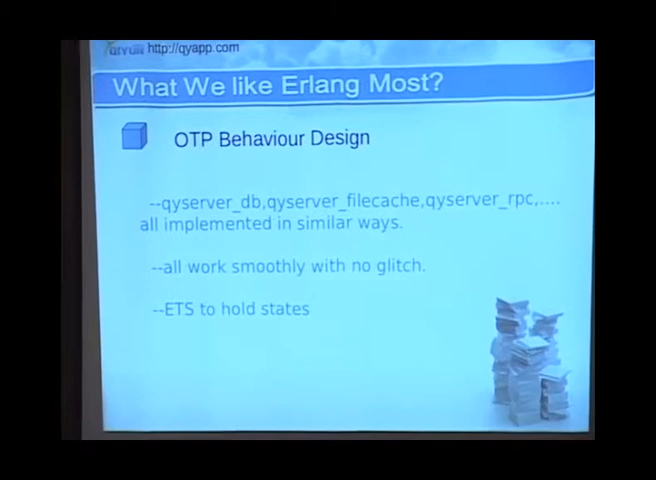 http://qyapp.com
What We like Erlang Most?
OTP Behaviour Design
--qyserver_db,qyserver_filecache,qyserver_rpc,....
all implemented in similar ways.
--all work smoothly with no glitch.
--ETS to hold states